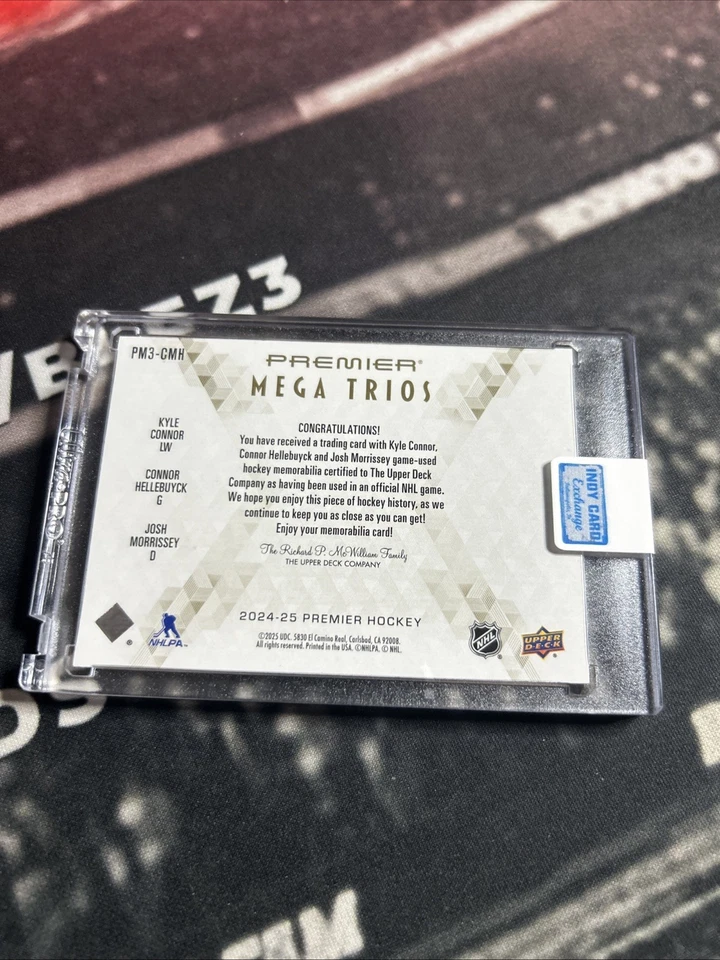 PM3-CMH
PREMIER®
MEGA TRIOS
KYLE
CONNOR
LW
CONNOR
HELLEBUYCK
G
JOSH
MORRISSEY
D
CONGRATULATIONS!
You have received a trading card with Kyle Connor,
Connor Hellebuyck and Josh Morrissey game-used
hockey memorabilia certified to The Upper Deck
Company as having been used in an official NHL game.
We hope you enjoy this piece of hockey history, as we
continue to keep you as close as you can get!
Enjoy your memorabilia card!
The Richard P. McWilliam Family
THE UPPER DECK COMPANY
2024-25 PREMIER HOCKEY
©2025 UDC. 5830 El Camino Real, Carlsbad, CA 92008.
All rights reserved. Printed in the USA. ©NHLPA. © NHL.
NHLPA
NHL
UPPER
DECK
INDY CARD
Exchange
Indianapolis, IN